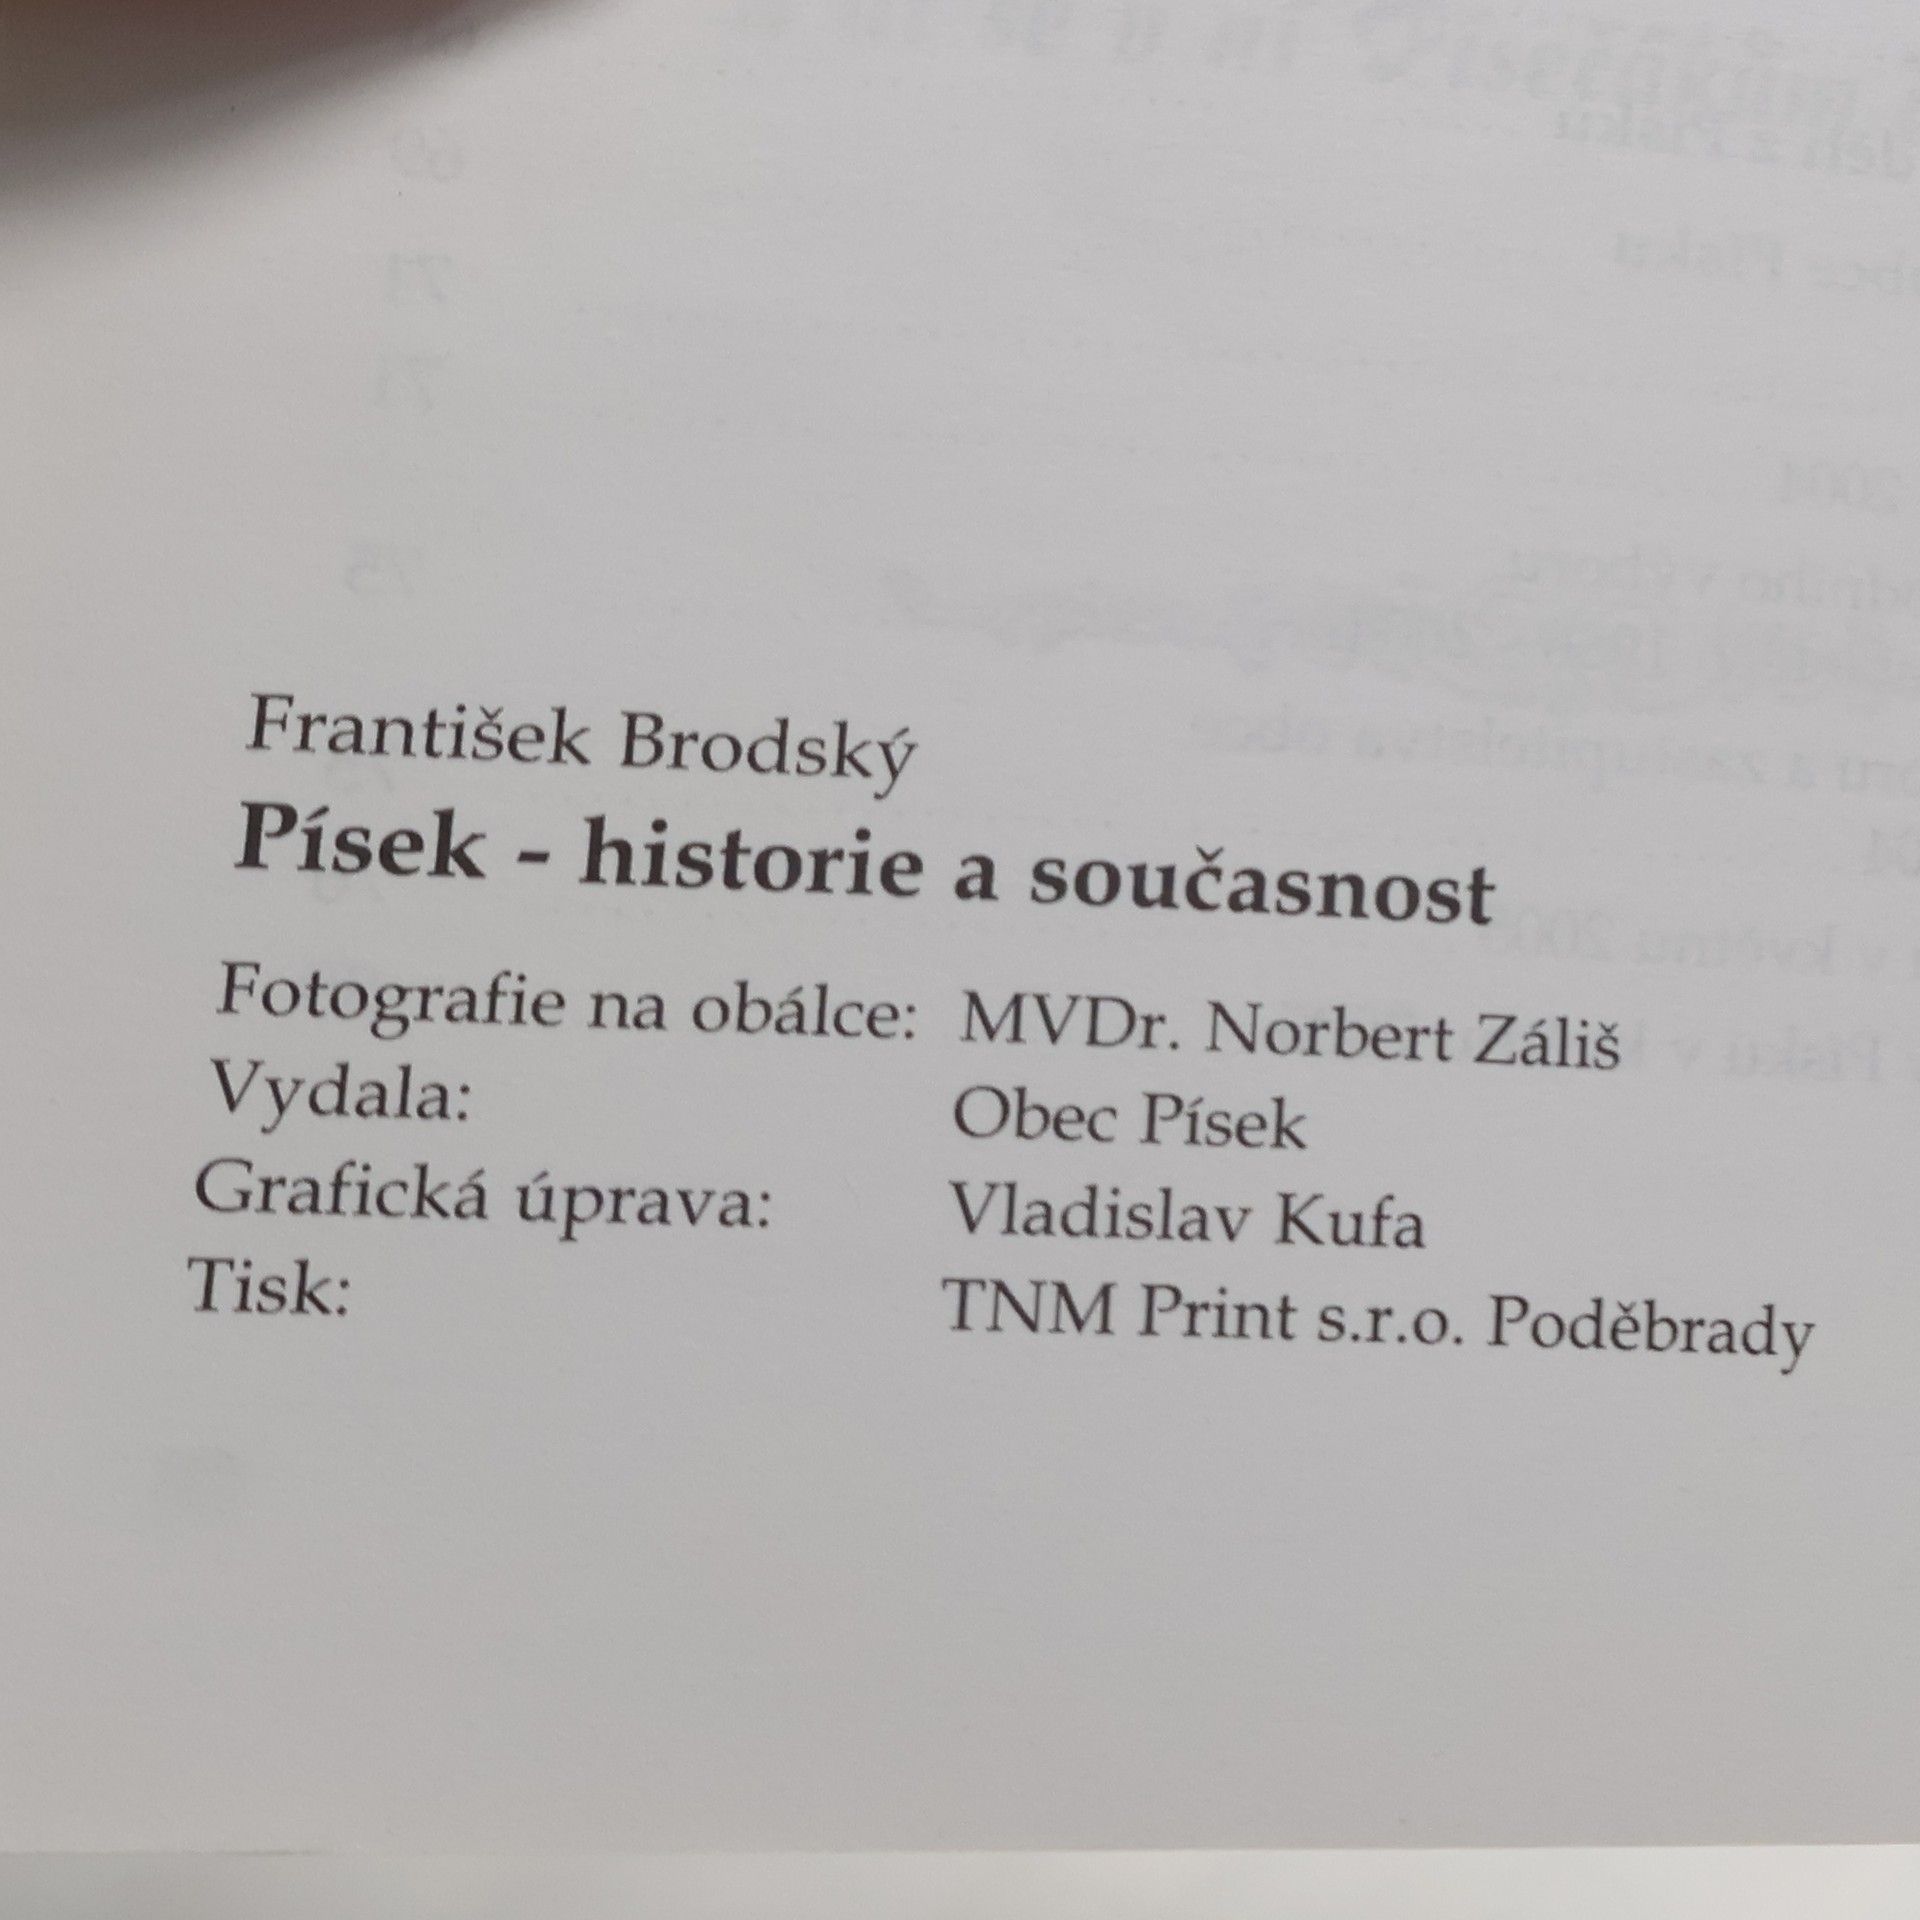 František Brodský
Písek - historie a současnost
Fotografie na obálce: MVDr. Norbert Záliš
Vydala: Obec Písek
Grafická úprava: Vladislav Kufa
Tisk: TNM Print s.r.o. Poděbrady